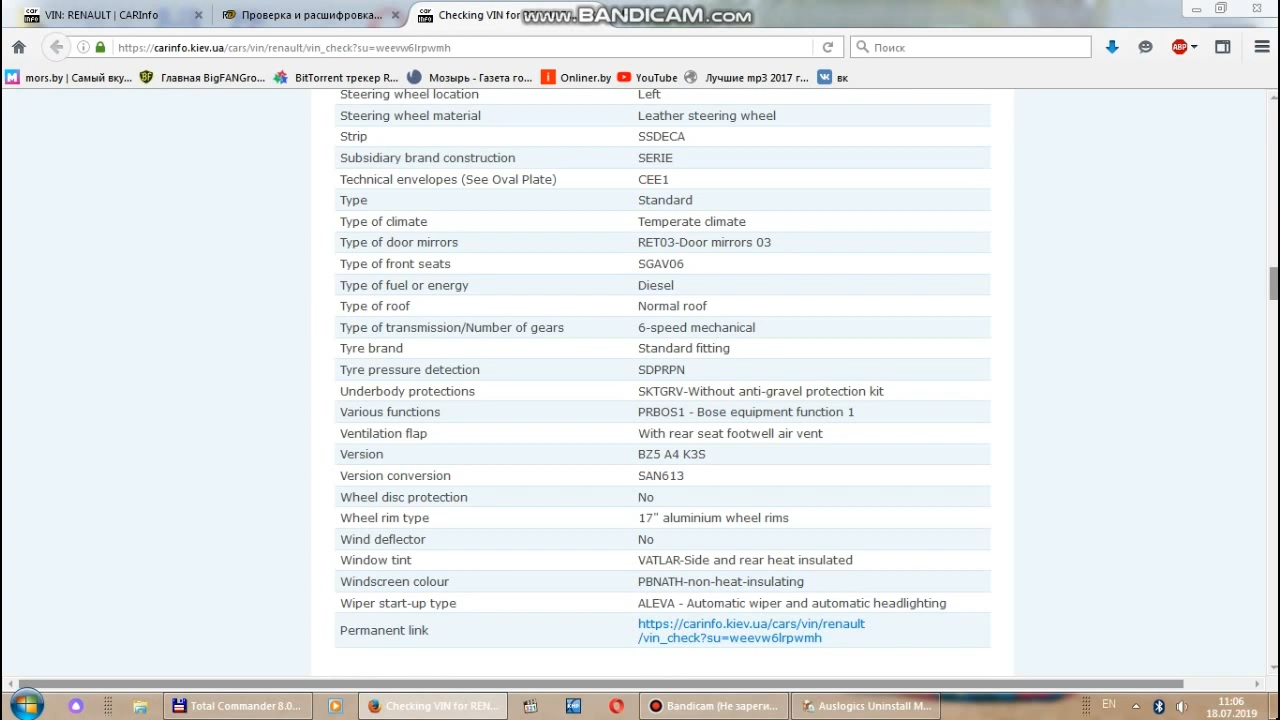 car INFO VIN: RENAULT | CARInfo
Проверка и расшифровка...
car INFO Checking VIN for
www.BANDICAM.com
https://carinfo.kiev.ua/cars/vin/renault/vin_check?su=weevw6lrpwmh
Поиск
ABP
M mors.by | Самый вку...
BF Главная BigFANGro...
BitTorrent трекер R...
Мозырь - Газета го...
Onliner.by
YouTube
Лучшие mp3 2017 г...
вк
Steering wheel location Left
Steering wheel material Leather steering wheel
Strip SSDECA
Subsidiary brand construction SERIE
Technical envelopes (See Oval Plate) CEE1
Type Standard
Type of climate Temperate climate
Type of door mirrors RET03-Door mirrors 03
Type of front seats SGAV06
Type of fuel or energy Diesel
Type of roof Normal roof
Type of transmission/Number of gears 6-speed mechanical
Tyre brand Standard fitting
Tyre pressure detection SDPRPN
Underbody protections SKTGRV-Without anti-gravel protection kit
Various functions PRBOS1 - Bose equipment function 1
Ventilation flap With rear seat footwell air vent
Version BZ5 A4 K3S
Version conversion SAN613
Wheel disc protection No
Wheel rim type 17" aluminium wheel rims
Wind deflector No
Window tint VATLAR-Side and rear heat insulated
Windscreen colour PBNATH-non-heat-insulating
Wiper start-up type ALEVA - Automatic wiper and automatic headlighting
Permanent link https://carinfo.kiev.ua/cars/vin/renault
/vin_check?su=weevw6lrpwmh
Total Commander 8.0...
Checking VIN for REN...
Bandicam (Не зареги...
Auslogics Uninstall M...
EN
11:06
18.07.2019